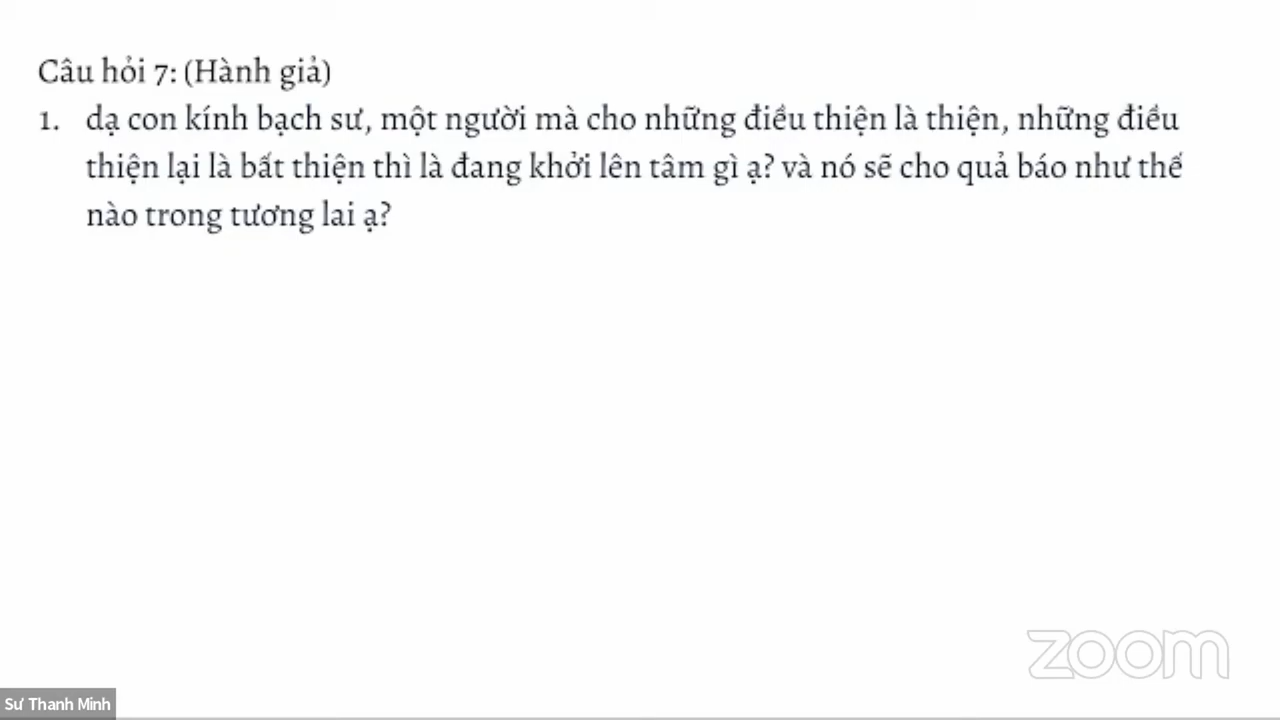 Câu hỏi 7: (Hành giả)
1. dạ con kính bạch sư, một người mà cho những điều thiện là thiện, những điều
thiện lại là bất thiện thì là đang khởi lên tâm gì ạ? và nó sẽ cho quả báo như thế
nào trong tương lai ạ?
zoom
Sư Thanh Minh